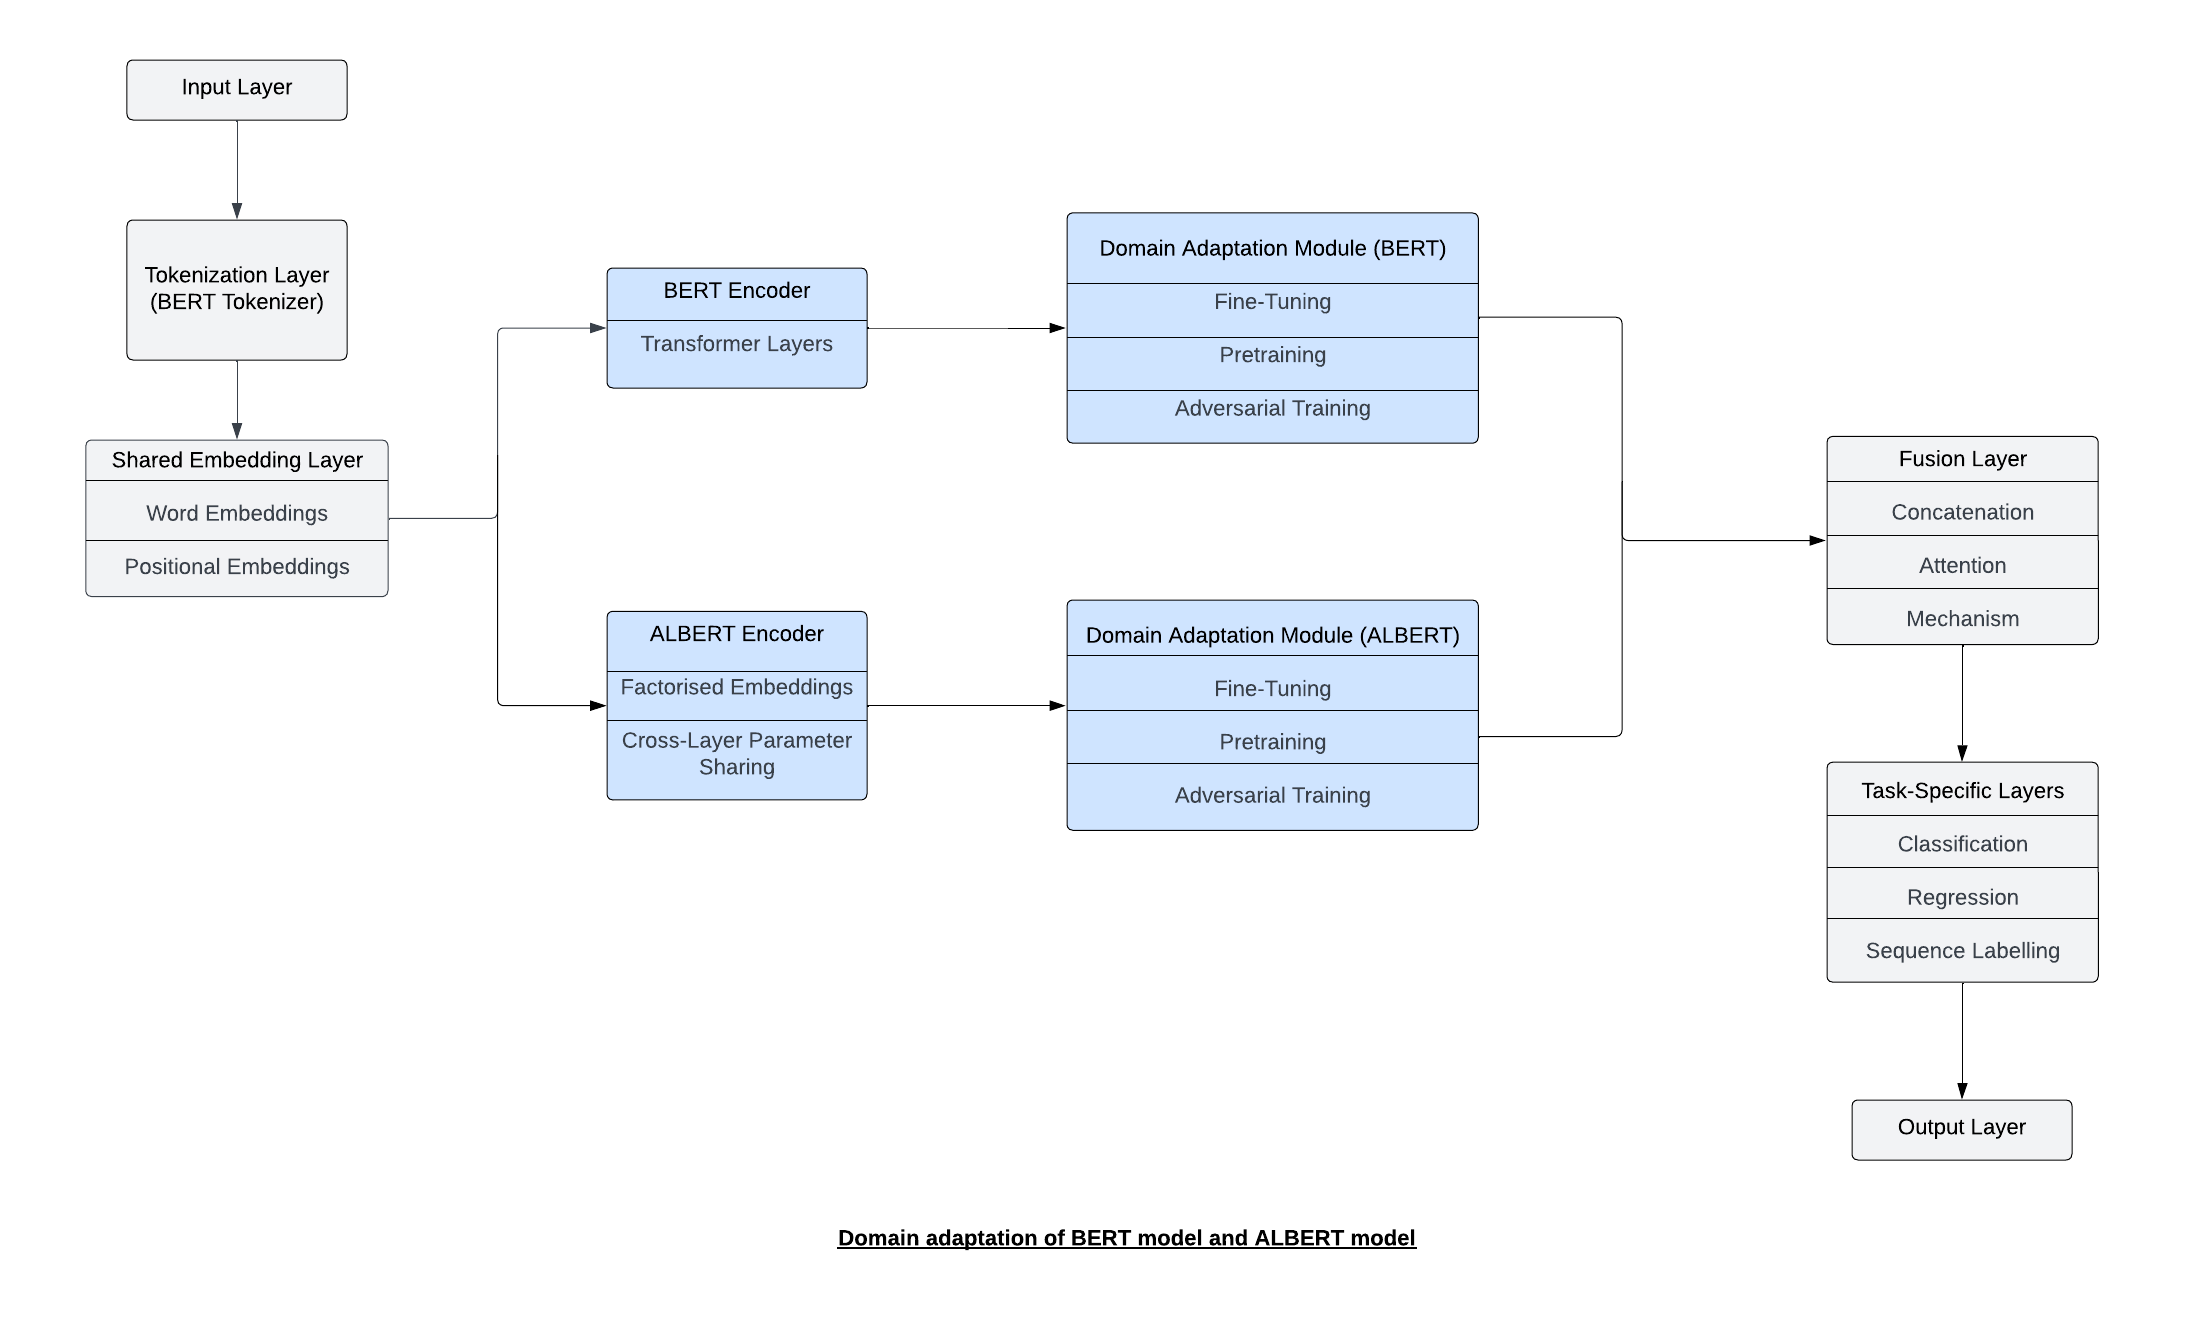 Input Layer
Tokenization Layer
(BERT Tokenizer)
Shared Embedding Layer
Word Embeddings
Positional Embeddings
BERT Encoder
Transformer Layers
ALBERT Encoder
Factorised Embeddings
Cross-Layer Parameter
Sharing
Domain Adaptation Module (BERT)
Fine-Tuning
Pretraining
Adversarial Training
Domain Adaptation Module (ALBERT)
Fine-Tuning
Pretraining
Adversarial Training
Fusion Layer
Concatenation
Attention
Mechanism
Task-Specific Layers
Classification
Regression
Sequence Labelling
Output Layer
Domain adaptation of BERT model and ALBERT model